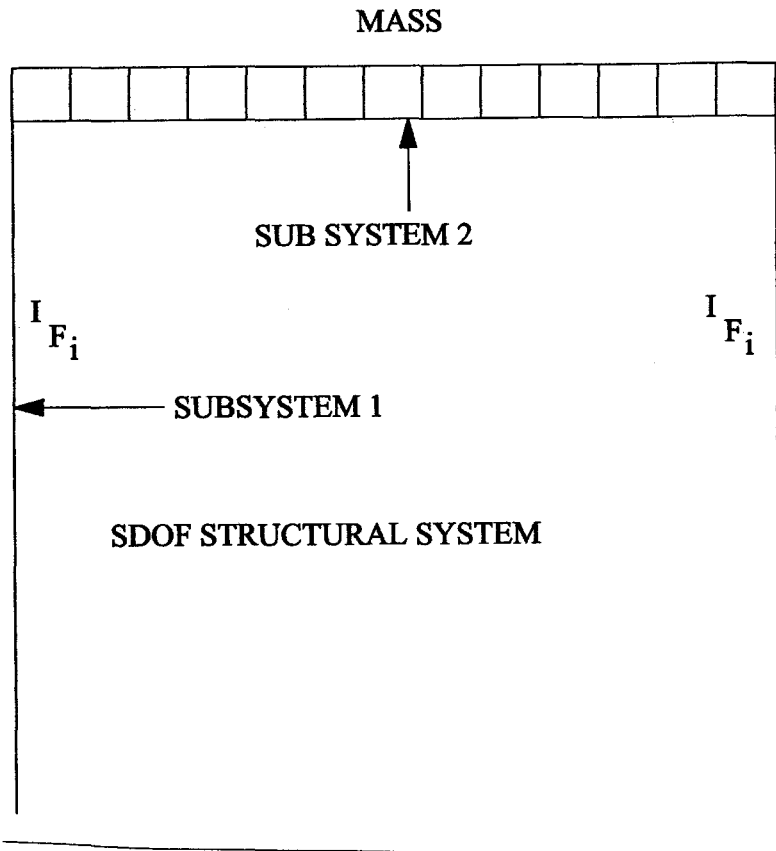 MASS
SUB SYSTEM 2
I F i
I F i
SUBSYSTEM 1
SDOF STRUCTURAL SYSTEM